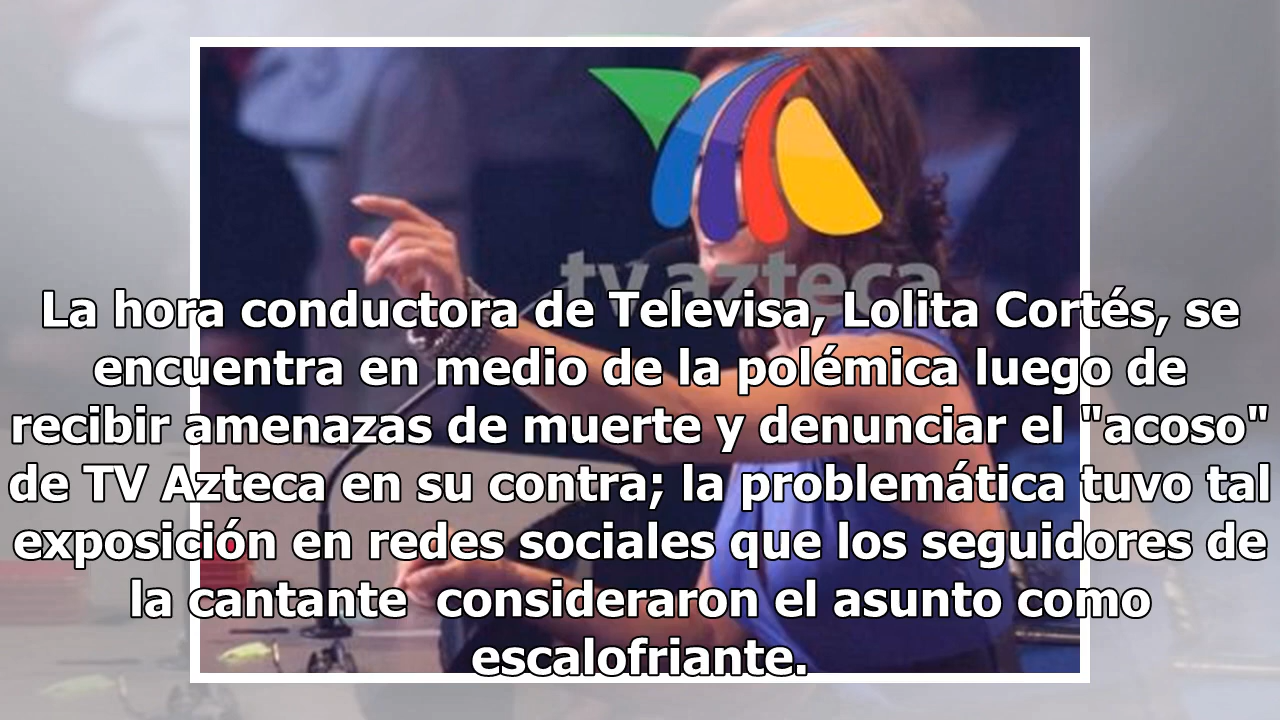 tv azteca
La hora conductora de Televisa, Lolita Cortés, se
encuentra en medio de la polémica luego de
recibir amenazas de muerte y denunciar el "acoso"
de TV Azteca en su contra; la problemática tuvo tal
exposición en redes sociales que los seguidores de
la cantante consideraron el asunto como
escalofriante.